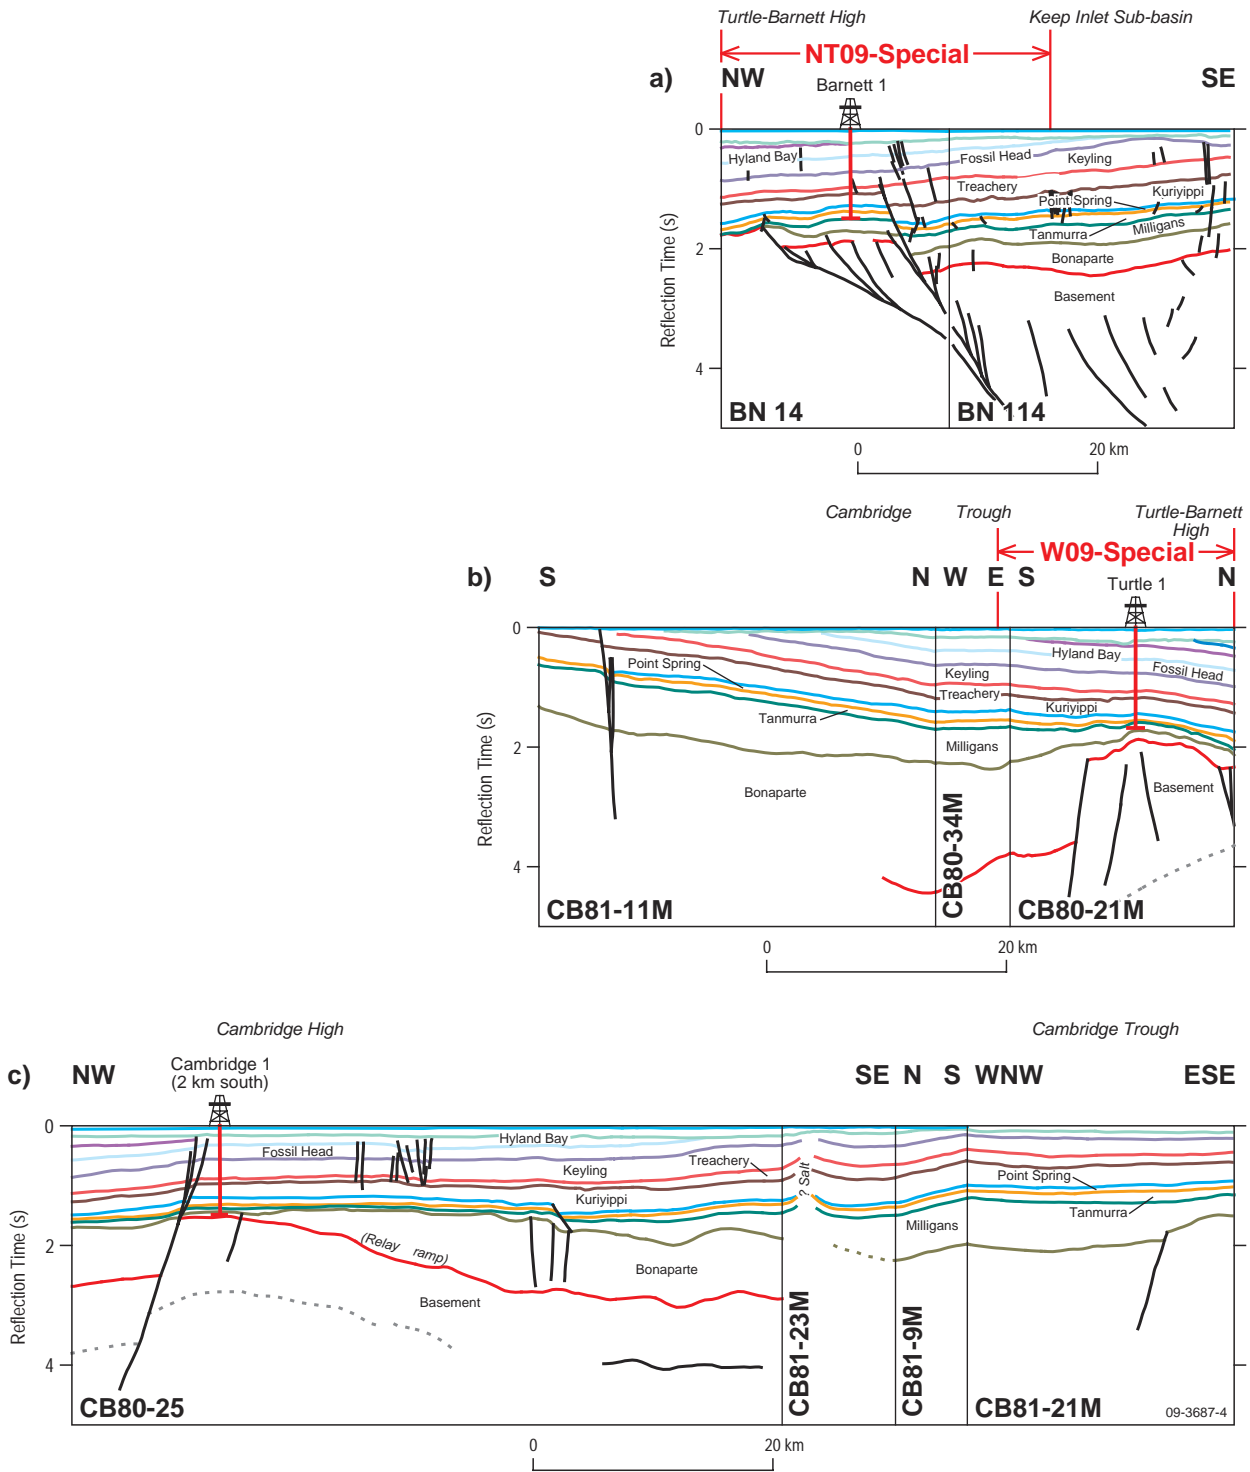 Turtle-Barnett High
Keep Inlet Sub-basin
NT09-Special
a)
NW
SE
Barnett 1
0
2
4
Reflection Time (s)
Hyland Bay
Fossil Head
Keyling
Treachery
Kuriyippi
Point Spring
Tanmurra
Milligans
Bonaparte
Basement
BN 14
BN 114
0
20 km
Cambridge
Trough
Turtle-Barnett
High
W09-Special
b)
S
N
W
E
S
N
Turtle 1
0
2
4
Reflection Time (s)
Hyland Bay
Fossil Head
Point Spring
Keyling
Treachery
Kuriyippi
Tanmurra
Milligans
Bonaparte
Basement
CB81-11M
CB80-34M
CB80-21M
0
20 km
Cambridge High
Cambridge Trough
c)
NW
Cambridge 1
(2 km south)
SE
N
S
WNW
ESE
0
2
4
Reflection Time (s)
Hyland Bay
Fossil Head
Treachery
Keyling
? Salt
Point Spring
Kuriyippi
Tanmurra
Milligans
(Relay ramp)
Bonaparte
Basement
CB80-25
CB81-23M
CB81-9M
CB81-21M
09-3687-4
0
20 km